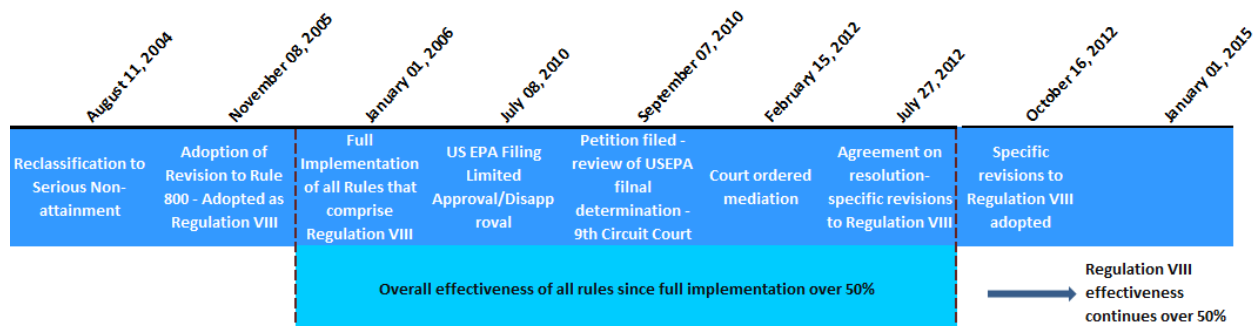 August 11, 2004
November 08, 2005
January 01, 2006
July 08, 2010
September 07, 2010
February 15, 2012
July 27, 2012
October 16, 2012
January 01, 2015
Reclassification to
Serious Non-
attainment
Adoption of
Revision to Rule
800 - Adopted as
Regulation VIII
Full
Implementation
of all Rules that
comprise
Regulation VIII
US EPA Filing
Limited
Approval/Disapp
roval
Petition filed -
review of USEPA
filnal
determination -
9th Circuit Court
Court ordered
mediation
Agreement on
resolution-
specific revisions
to Regulation VIII
Specific
revisions to
Regulation VIII
adopted
Overall effectiveness of all rules since full implementation over 50%
Regulation VIII
effectiveness
continues over 50%